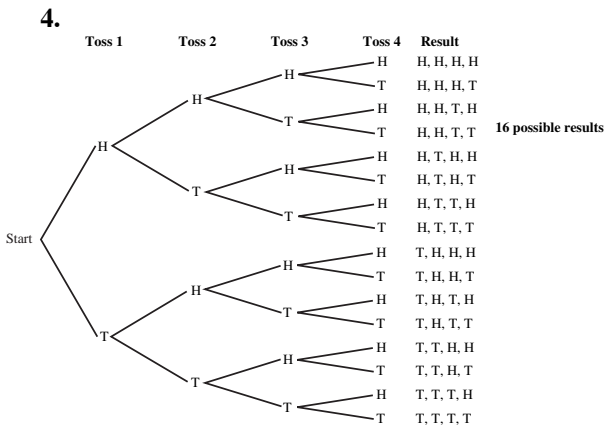 4.
Toss 1 Toss 2 Toss 3 Toss 4 Result
H H, H, H, H
H
T H, H, H, T
H
H H, H, T, H
T
T H, H, T, T
16 possible results
H
H H, T, H, H
H
T H, T, H, T
T
H H, T, T, H
T
T H, T, T, T
Start
H T, H, H, H
H
T T, H, H, T
H
H T, H, T, H
T
T T, H, T, T
T
H T, T, H, H
H
T T, T, H, T
T
H T, T, T, H
T
T T, T, T, T